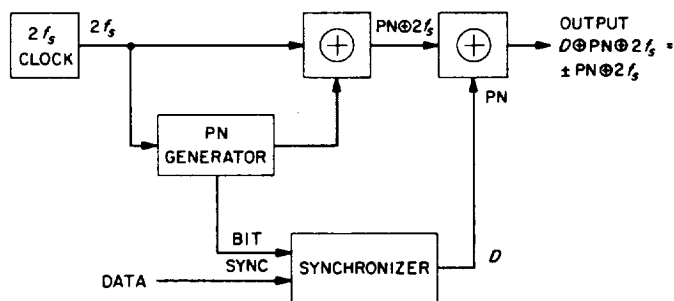 2fs
CLOCK
2fs
PN⊕2fs
OUTPUT
D⊕PN⊕2fs =
± PN⊕2fs
PN
PN
GENERATOR
BIT
SYNC
DATA
SYNCHRONIZER
D